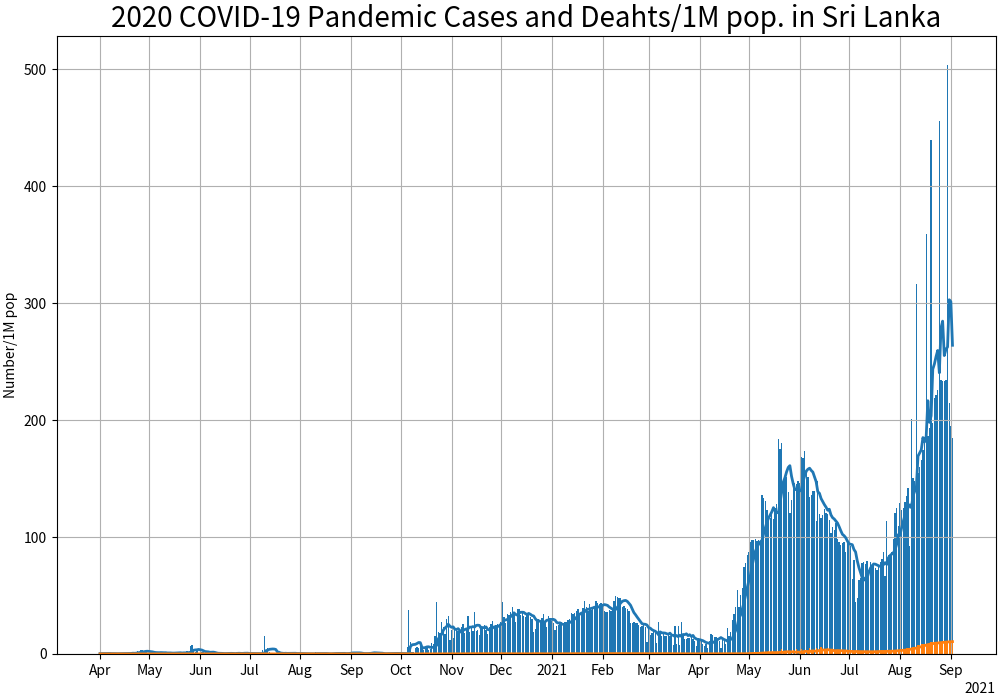 2020 COVID-19 Pandemic Cases and Deahts/1M pop. in Sri Lanka
Number/1M pop
500
400
300
200
100
0
Apr May Jun Jul Aug Sep Oct Nov Dec 2021 Feb Mar Apr May Jun Jul Aug Sep
2021